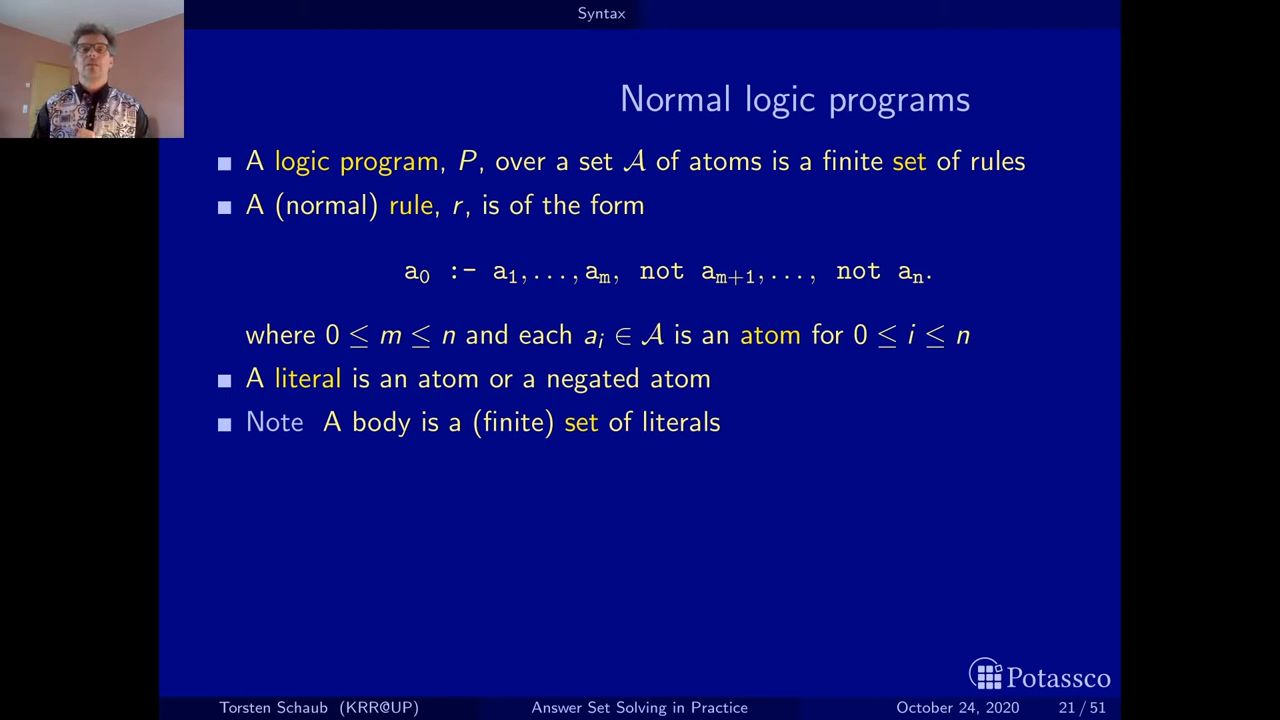 Syntax
Normal logic programs
A logic program, P, over a set 𝒜 of atoms is a finite set of rules
A (normal) rule, r, is of the form
a₀ :- a₁,...,aₘ, not aₘ₊₁,..., not aₙ.
where 0 ≤ m ≤ n and each aᵢ ∈ 𝒜 is an atom for 0 ≤ i ≤ n
A literal is an atom or a negated atom
Note A body is a (finite) set of literals
Potassco
Torsten Schaub (KRR@UP) Answer Set Solving in Practice October 24, 2020 21 / 51